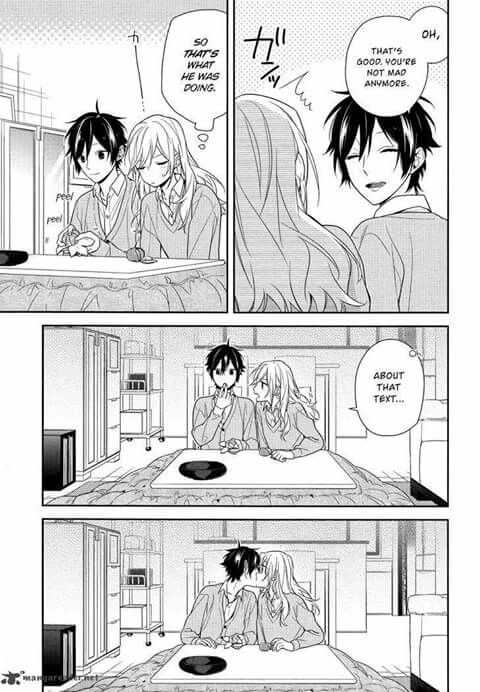 OH,
THAT'S
GOOD. YOU'RE
NOT MAD
ANYMORE.
ガーン
SO
THAT'S
WHAT
HE WAS
DOING.
peel
peel
ABOUT
THAT
TEXT...
mangareader.net